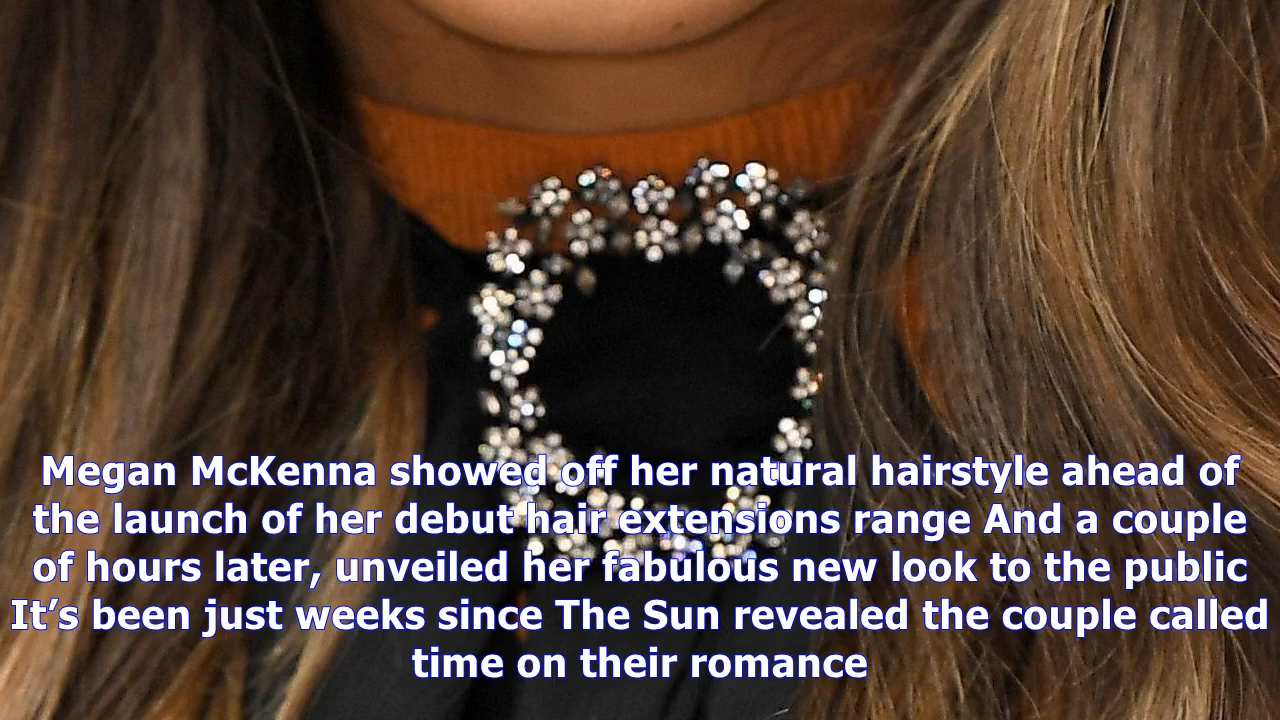 Megan McKenna showed off her natural hairstyle ahead of
the launch of her debut hair extensions range And a couple
of hours later, unveiled her fabulous new look to the public
It’s been just weeks since The Sun revealed the couple called
time on their romance